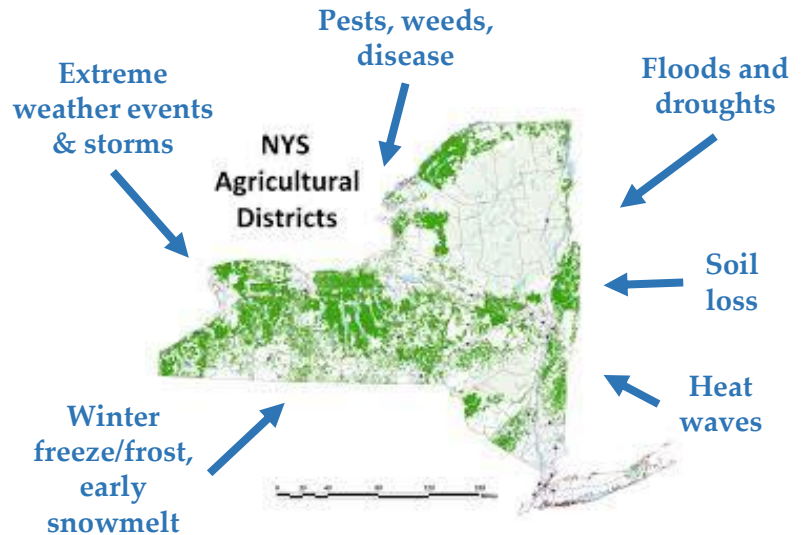 Pests, weeds,
disease
Extreme
weather events
& storms
Floods and
droughts
NYS
Agricultural
Districts
Soil
loss
Heat
waves
Winter
freeze/frost,
early
snowmelt